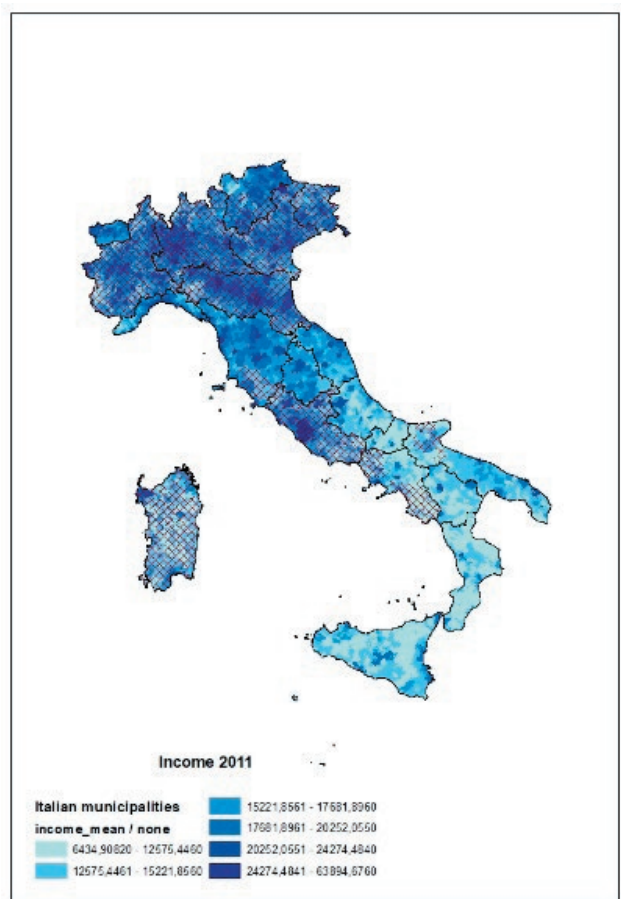 Income 2011
Italian municipalities
income_mean / none
6434,90820 - 12575,4460
12575,4461 - 15221,8560
15221,8561 - 17681,8960
17681,8961 - 20252,0550
20252,0551 - 24274,4840
24274,4841 - 63894,6760